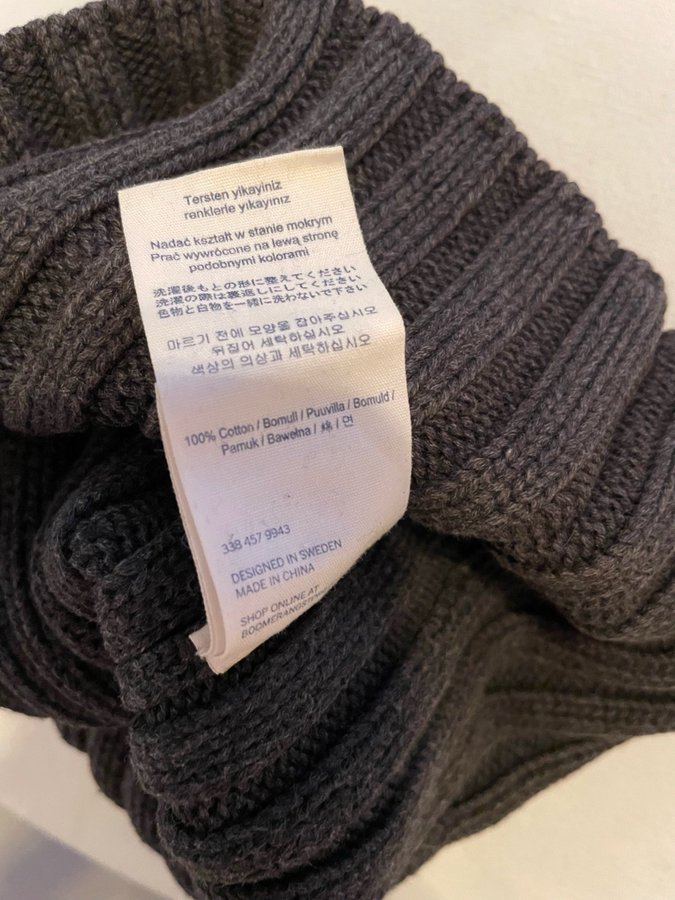 Tersten yikayiniz
renklerle yıkayınız
Nadać kształt w stanie mokrym
Prać wywrócone na lewą stronę
podobnymi kolorami
洗濯後もとの形に整えてください
洗濯の際は裏返しにしてください
色物と白物を一緒に洗わないで下さい
마르기 전에 모양을 잡아주십시오
뒤집어 세탁하십시오
색상의 의상과 세탁하십시오
100% Cotton / Bomull / Puuvilla / Bomuld /
Pamuk / Bawełna / 綿 / 면
338 457 9943
DESIGNED IN SWEDEN
MADE IN CHINA
SHOP ONLINE AT